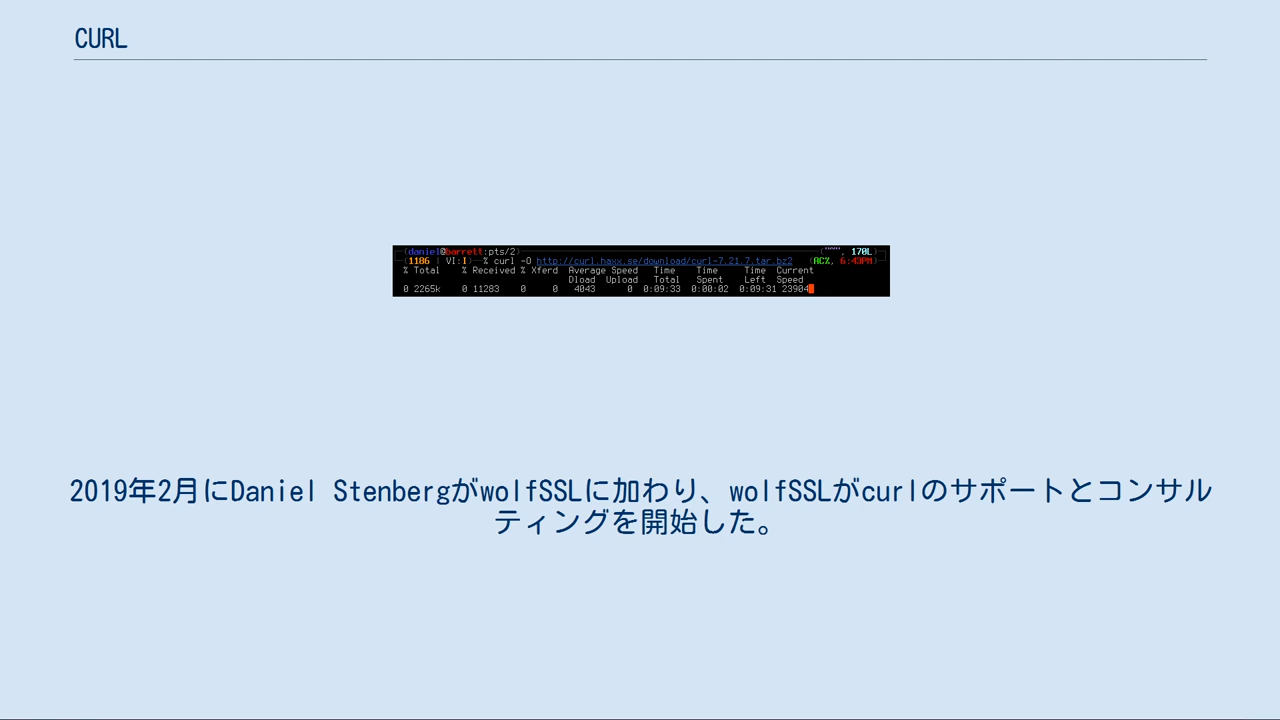 CURL
(daniel@barrett:pts/2) (~~, 170L)
(1186 | VI:I)—% curl -O http://curl.haxx.se/download/curl-7.21.7.tar.bz2 (AC%, 6:43PM)
% Total % Received % Xferd Average Speed Time Time Time Current
Dload Upload Total Spent Left Speed
0 2265k 0 11283 0 0 4043 0 0:09:33 0:00:02 0:09:31 23904
2019年2月にDaniel StenbergがwolfSSLに加わり、wolfSSLがcurlのサポートとコンサル
ティングを開始した。